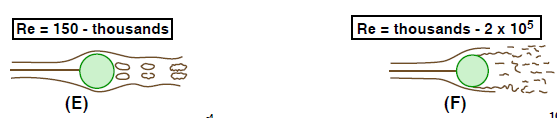 Re = 150 - thousands
Re = thousands - 2 x 10⁵
(E)
(F)